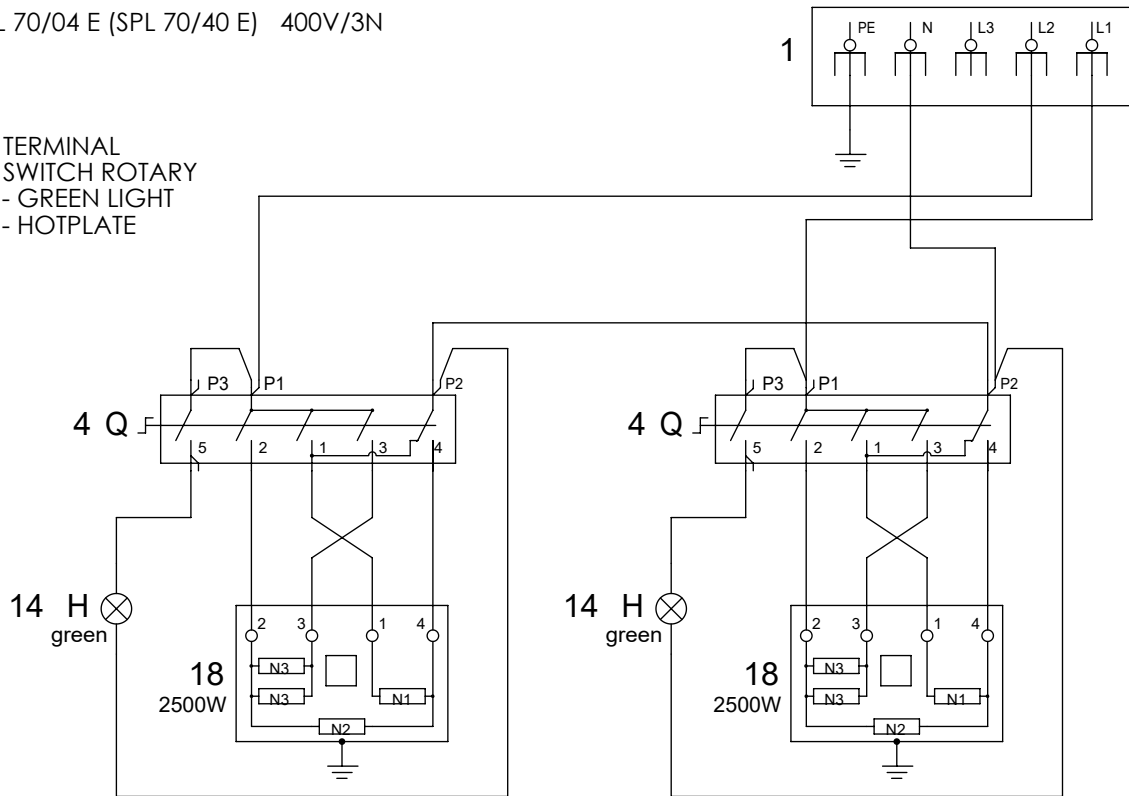 L 70/04 E (SPL 70/40 E) 400V/3N
1
PE N L3 L2 L1
TERMINAL
SWITCH ROTARY
- GREEN LIGHT
- HOTPLATE
P3 P1 P2
P3 P1 P2
4 Q
4 Q
5 2 1 3 4
5 2 1 3 4
14 H
green
14 H
green
2 3 1 4
2 3 1 4
18
2500W
18
2500W
N3
N3 N1
N2
N3
N3 N1
N2